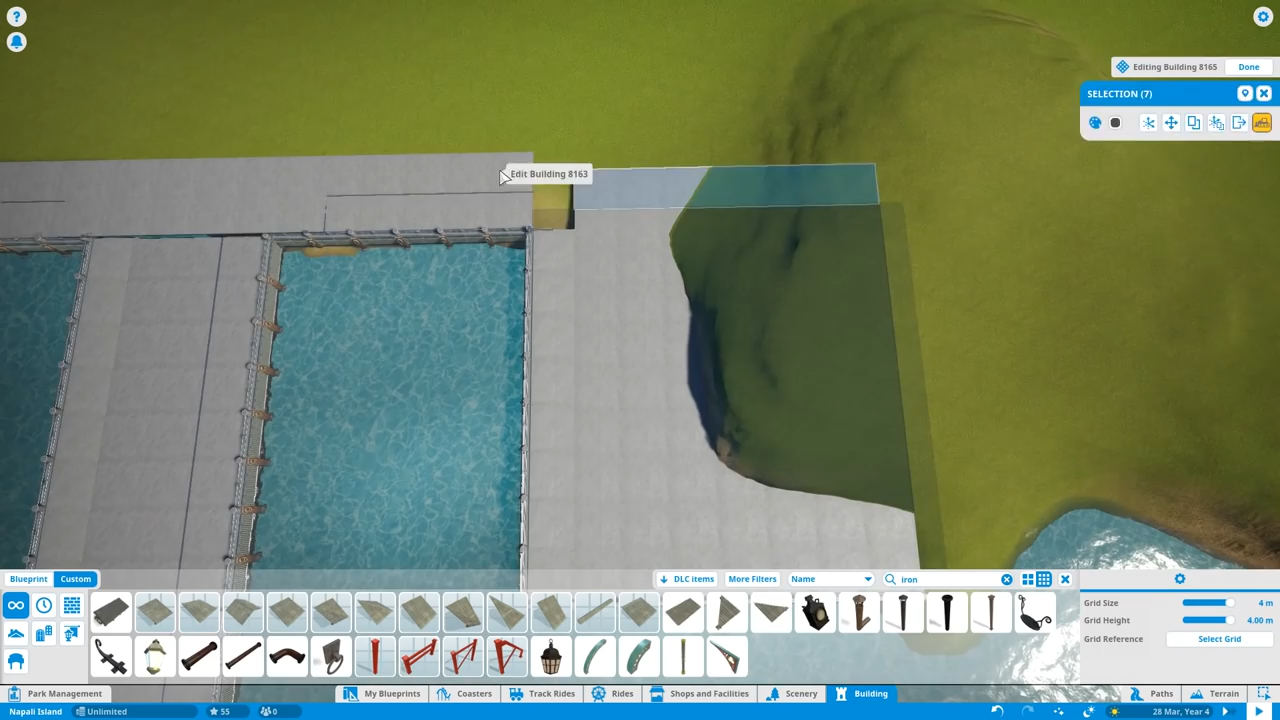 ?
Editing Building 8165 Done
SELECTION (7)
Edit Building 8163
Blueprint Custom DLC items More Filters Name iron
Grid Size 4 m
Grid Height 4.00 m
Grid Reference Select Grid
Park Management My Blueprints Coasters Track Rides Rides Shops and Facilities Scenery Building Paths Terrain
Napali Island Unlimited 55 0 28 Mar, Year 4